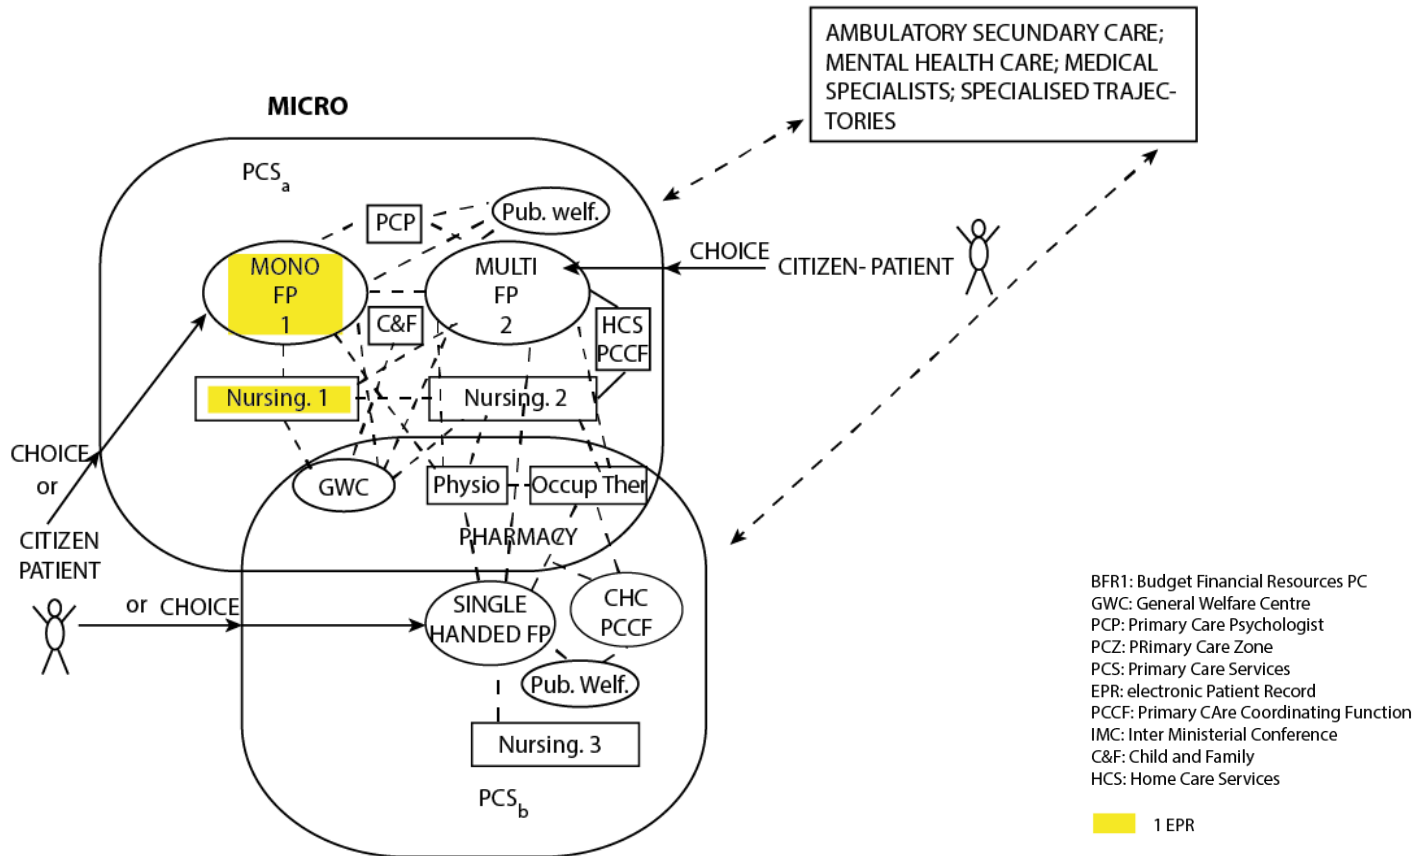 AMBULATORY SECUNDARY CARE;
MENTAL HEALTH CARE; MEDICAL
SPECIALISTS; SPECIALISED TRAJEC-
TORIES
MICRO
PCSa
PCP
Pub. welf.
MONO
FP
1
MULTI
FP
2
CHOICE
CITIZEN- PATIENT
C&F
HCS
PCCF
Nursing. 1
Nursing. 2
CHOICE
or
CITIZEN
PATIENT
GWC
Physio
Occup Ther
PHARMACY
or CHOICE
SINGLE
HANDED FP
CHC
PCCF
Pub. Welf.
Nursing. 3
PCSb
BFR1: Budget Financial Resources PC
GWC: General Welfare Centre
PCP: Primary Care Psychologist
PCZ: PRimary Care Zone
PCS: Primary Care Services
EPR: electronic Patient Record
PCCF: Primary CAre Coordinating Function
IMC: Inter Ministerial Conference
C&F: Child and Family
HCS: Home Care Services
1 EPR